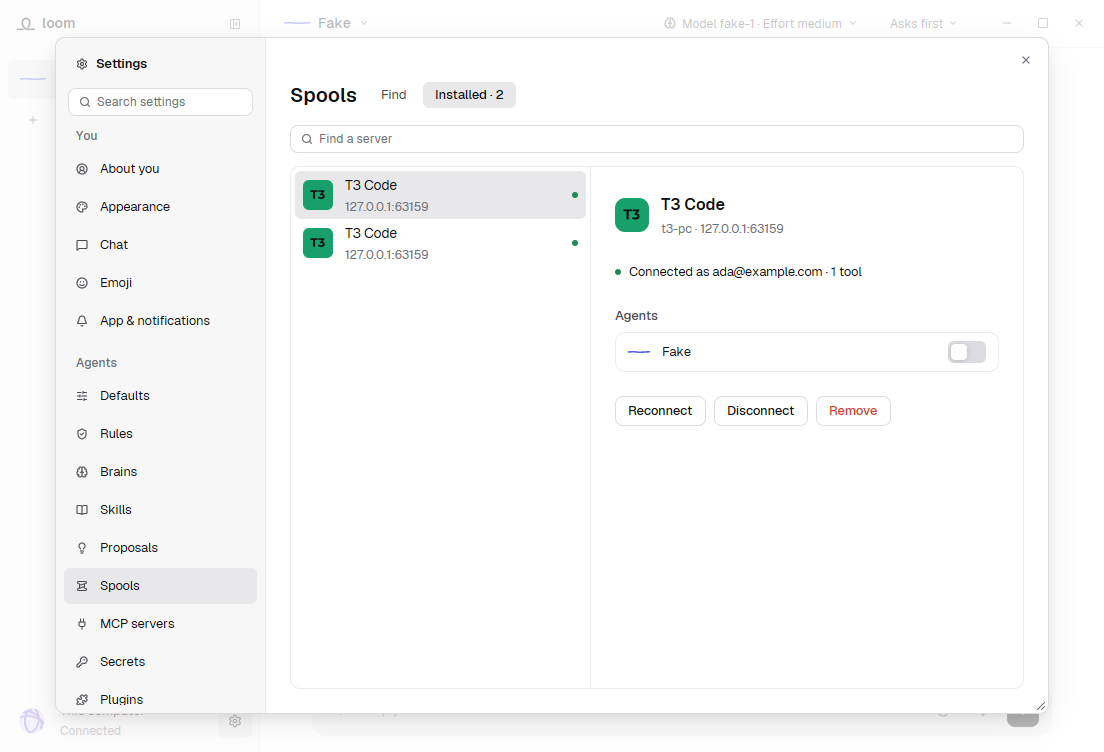 loom
Fake
Model fake-1 · Effort medium
Asks first
Settings
Search settings
You
About you
Appearance
Chat
Emoji
App & notifications
Agents
Defaults
Rules
Brains
Skills
Proposals
Spools
MCP servers
Secrets
Plugins
Connected
Spools
Find
Installed · 2
Find a server
T3
T3 Code
127.0.0.1:63159
T3
T3 Code
127.0.0.1:63159
T3
T3 Code
t3-pc · 127.0.0.1:63159
Connected as ada@example.com · 1 tool
Agents
Fake
Reconnect
Disconnect
Remove